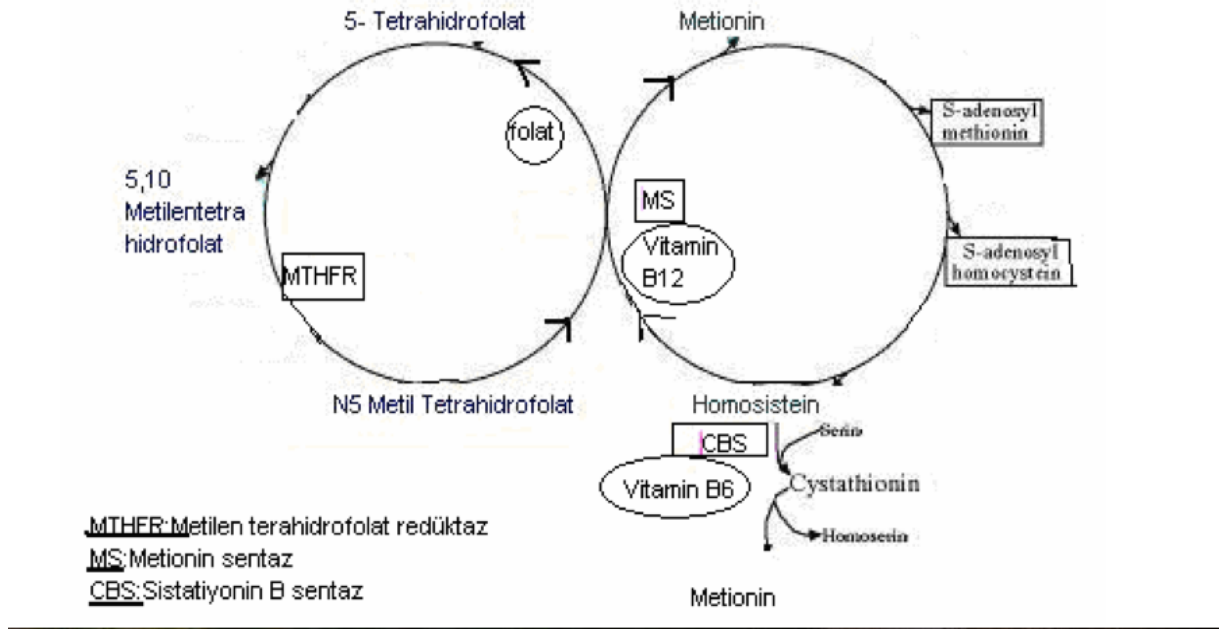 5- Tetrahidrofolat
Metionin
folat
S-adenosyl
methionin
5,10
Metilentetra
hidrofolat
MS
Vitamin
B12
MTHFR
S-adenosyl
homocystein
N5 Metil Tetrahidrofolat
Homosistein
CBS
Serin
Vitamin B6
Cystathionin
Homoserin
MTHFR:Metilen terahidrofolat redüktaz
MS:Metionin sentaz
CBS:Sistatiyonin B sentaz
Metionin